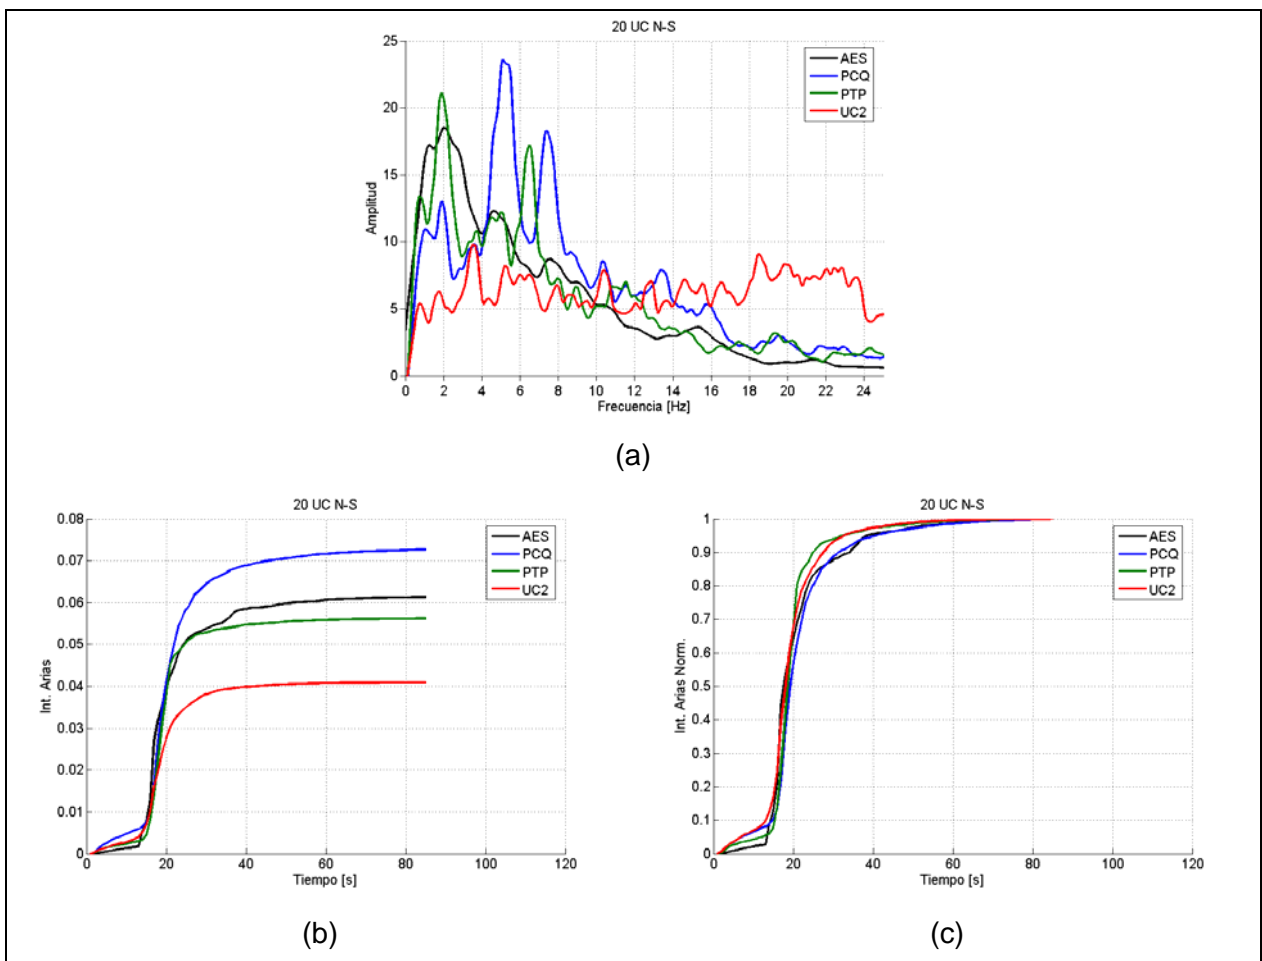 20 UC N-S
25
20
15
10
5
0
Amplitud
AES
PCQ
PTP
UC2
0 2 4 6 8 10 12 14 16 18 20 22 24
Frecuencia [Hz]
(a)
20 UC N-S
0.08
0.07
0.06
0.05
0.04
0.03
0.02
0.01
0
Int. Arias
AES
PCQ
PTP
UC2
0 20 40 60 80 100 120
Tiempo [s]
(b)
20 UC N-S
1
0.9
0.8
0.7
0.6
0.5
0.4
0.3
0.2
0.1
0
Int. Arias Norm.
AES
PCQ
PTP
UC2
0 20 40 60 80 100 120
Tiempo [s]
(c)